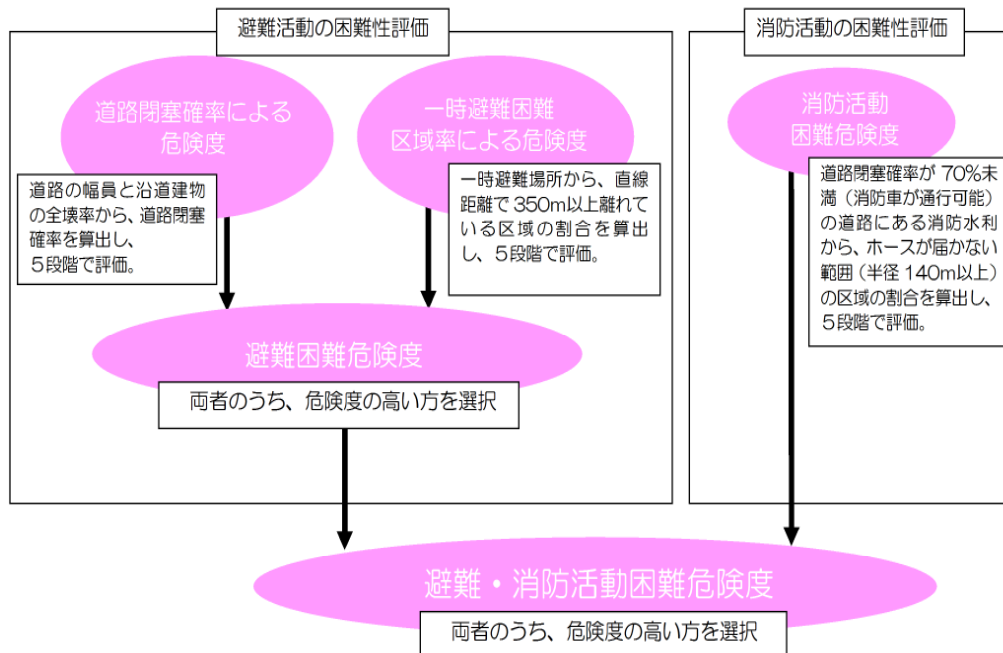 避難活動の困難性評価
道路閉塞確率による
危険度
道路の幅員と沿道建物
の全壊率から、道路閉塞
確率を算出し、
5段階で評価。
一時避難困難
区域率による危険度
一時避難場所から、直線
距離で350m以上離れて
いる区域の割合を算出
し、5段階で評価。
避難困難危険度
両者のうち、危険度の高い方を選択
消防活動の困難性評価
消防活動
困難危険度
道路閉塞確率が70%未
満（消防車が通行可能）
の道路にある消防水利
から、ホースが届かない
範囲（半径140m以上）
の区域の割合を算出し、
5段階で評価。
避難・消防活動困難危険度
両者のうち、危険度の高い方を選択